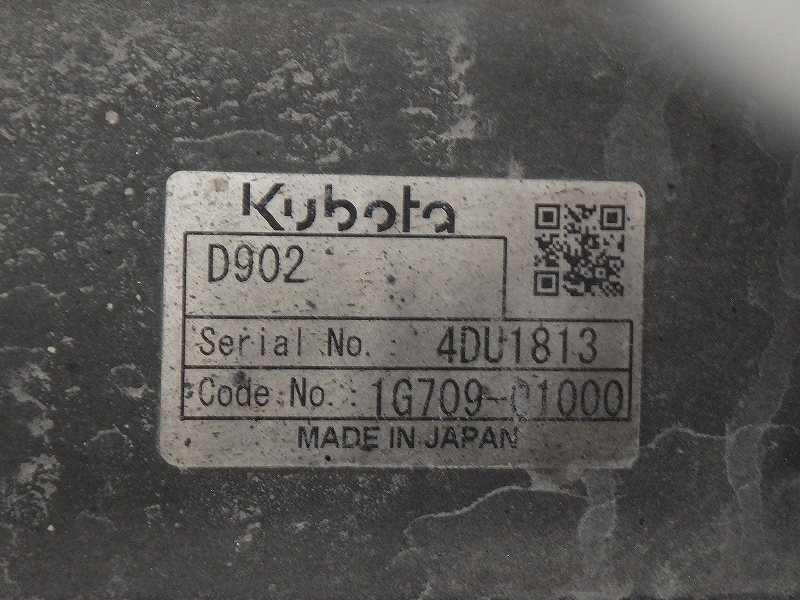 Kubota
D902
Serial No. : 4DU1813
Code No. : 1G709-01000
MADE IN JAPAN